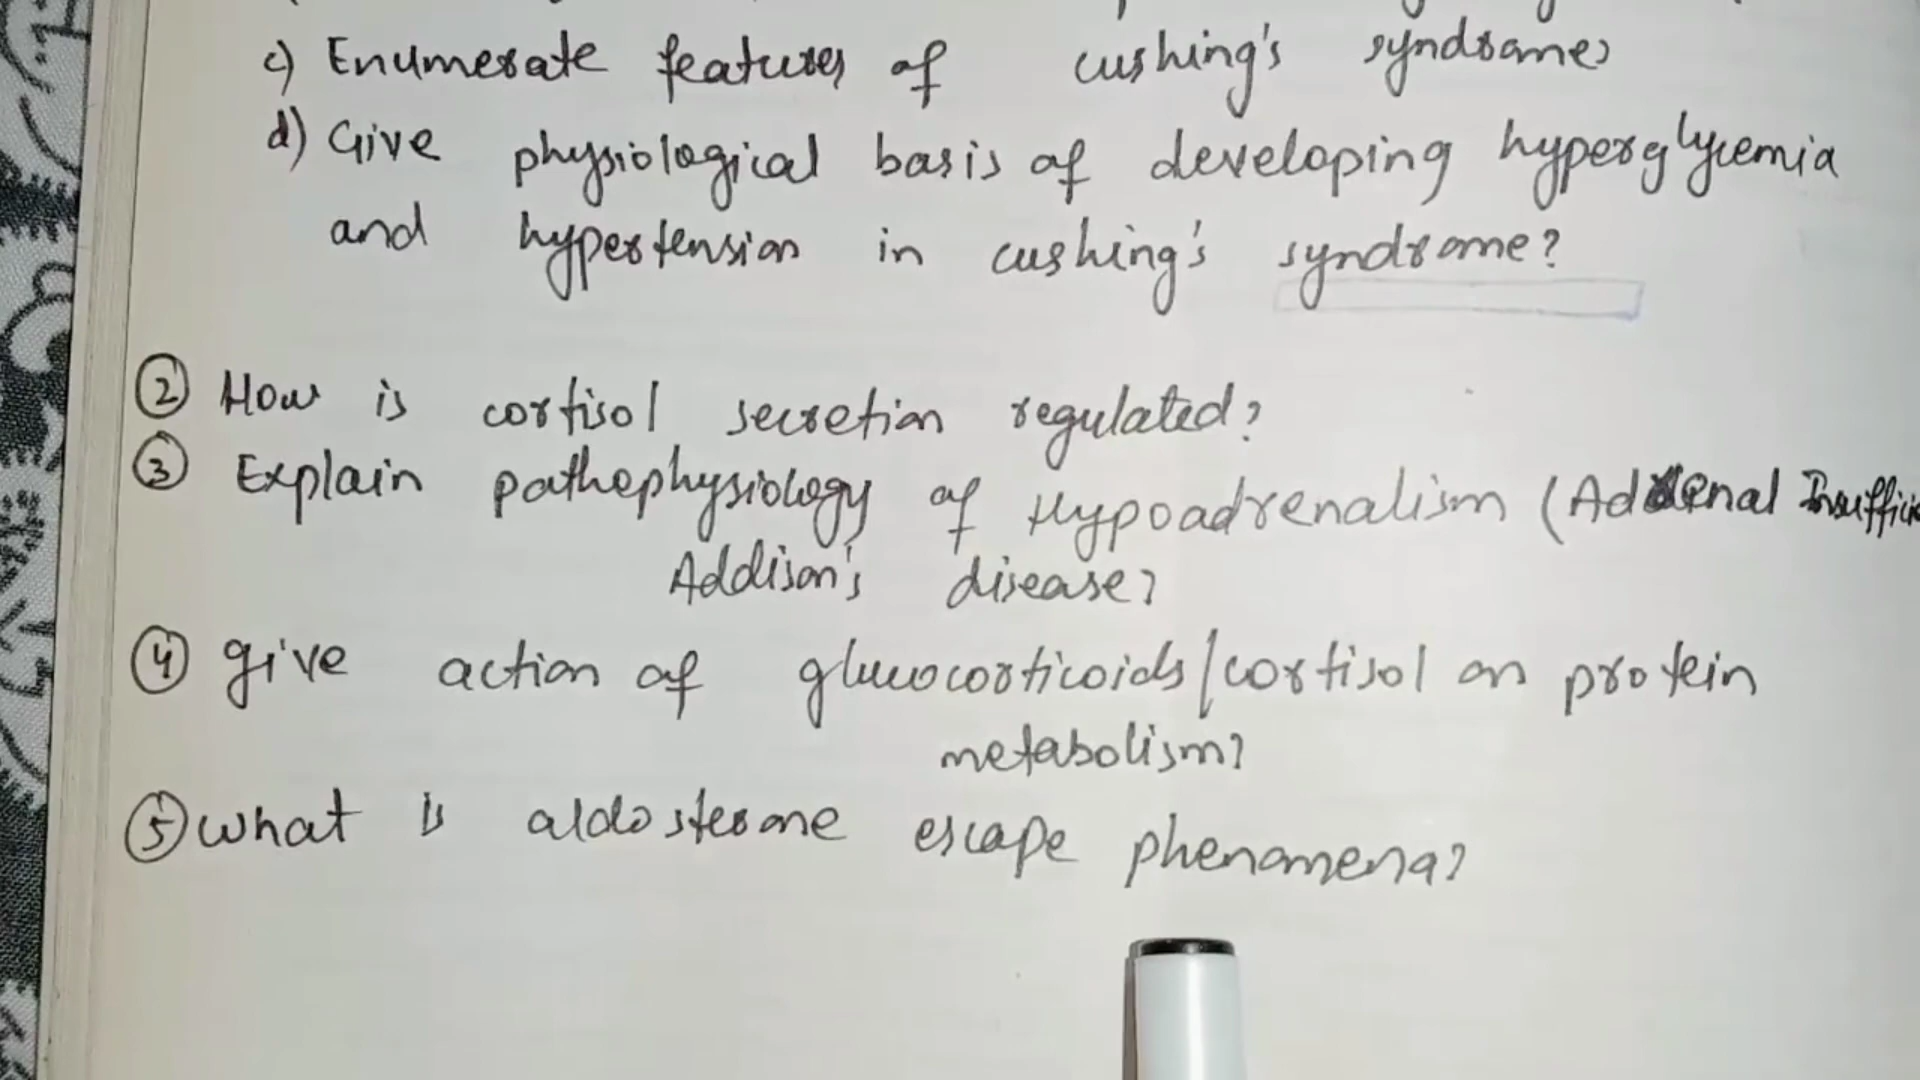 c) Enumerate features of cushing's syndrome?
d) Give physiological basis of developing hyperglycemia
and hypertension in cushing's syndrome?
② How is cortisol secretion regulated?
③ Explain pathophysiology of Hypoadrenalism (Adrenal
Addison's disease?
④ give action of glucocorticoids/cortisol on protein
metabolism?
⑤ what is aldosterone escape phenomena?